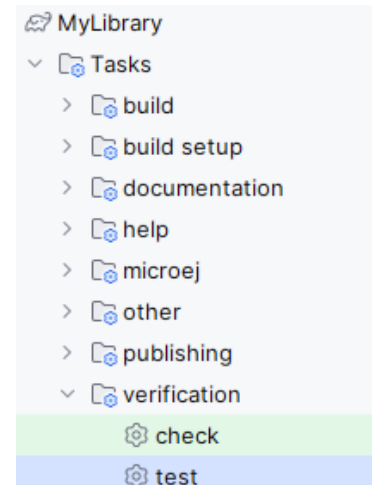 MyLibrary
Tasks
build
build setup
documentation
help
microej
other
publishing
verification
check
test